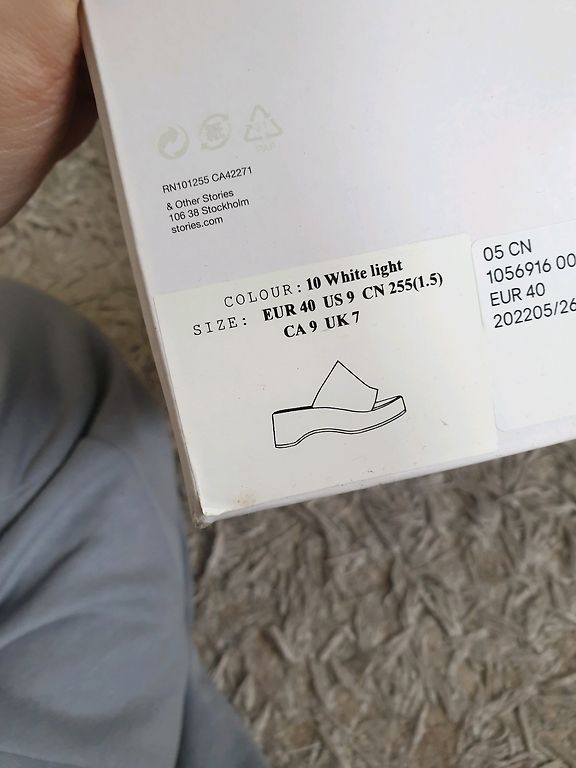 PAP
RN101255 CA42271
& Other Stories
106 38 Stockholm
stories.com
COLOUR: 10 White light
SIZE: EUR 40 US 9 CN 255(1.5)
CA 9 UK 7
05 CN
1056916 00
EUR 40
202205/26